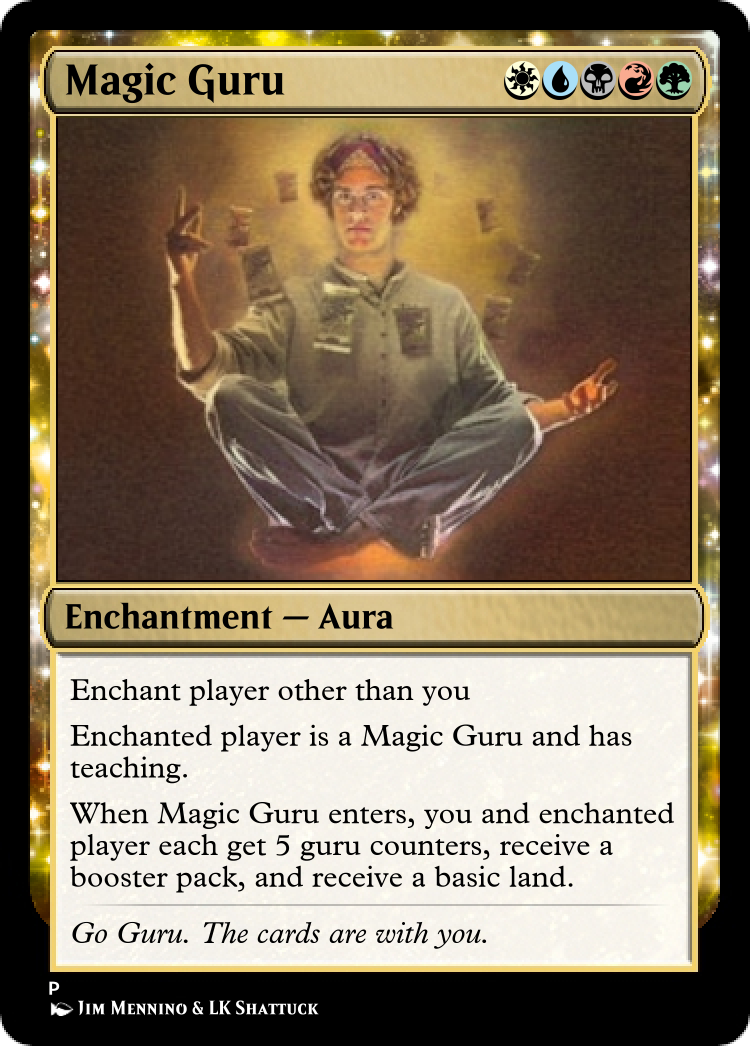 Magic Guru
Enchantment — Aura
Enchant player other than you
Enchanted player is a Magic Guru and has
teaching.
When Magic Guru enters, you and enchanted
player each get 5 guru counters, receive a
booster pack, and receive a basic land.
Go Guru. The cards are with you.
P
Jim Mennino & LK Shattuck